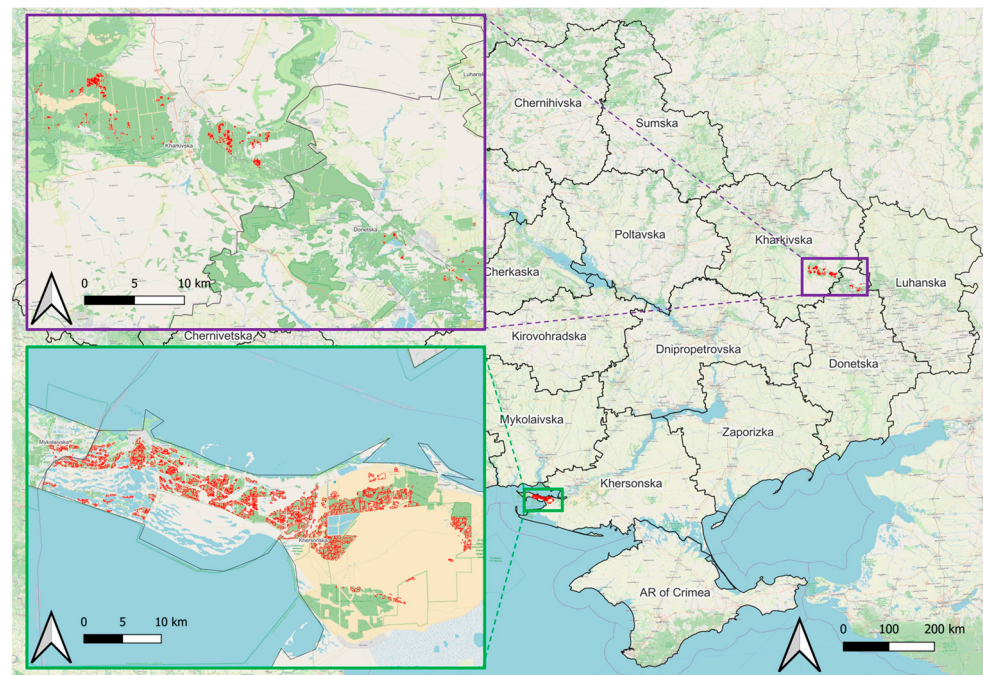 Luhansk
Kharkivska
Donetska
0 5 10 km
Chernivetska
Mykolaivska
Khersonska
0 5 10 km
Chernihivska
Sumska
Poltavska
Kharkivska
Cherkaska
Luhanska
Kirovohradska
Dnipropetrovska
Donetska
Mykolaivska
Zaporizka
Khersonska
AR of Crimea
0 100 200 km